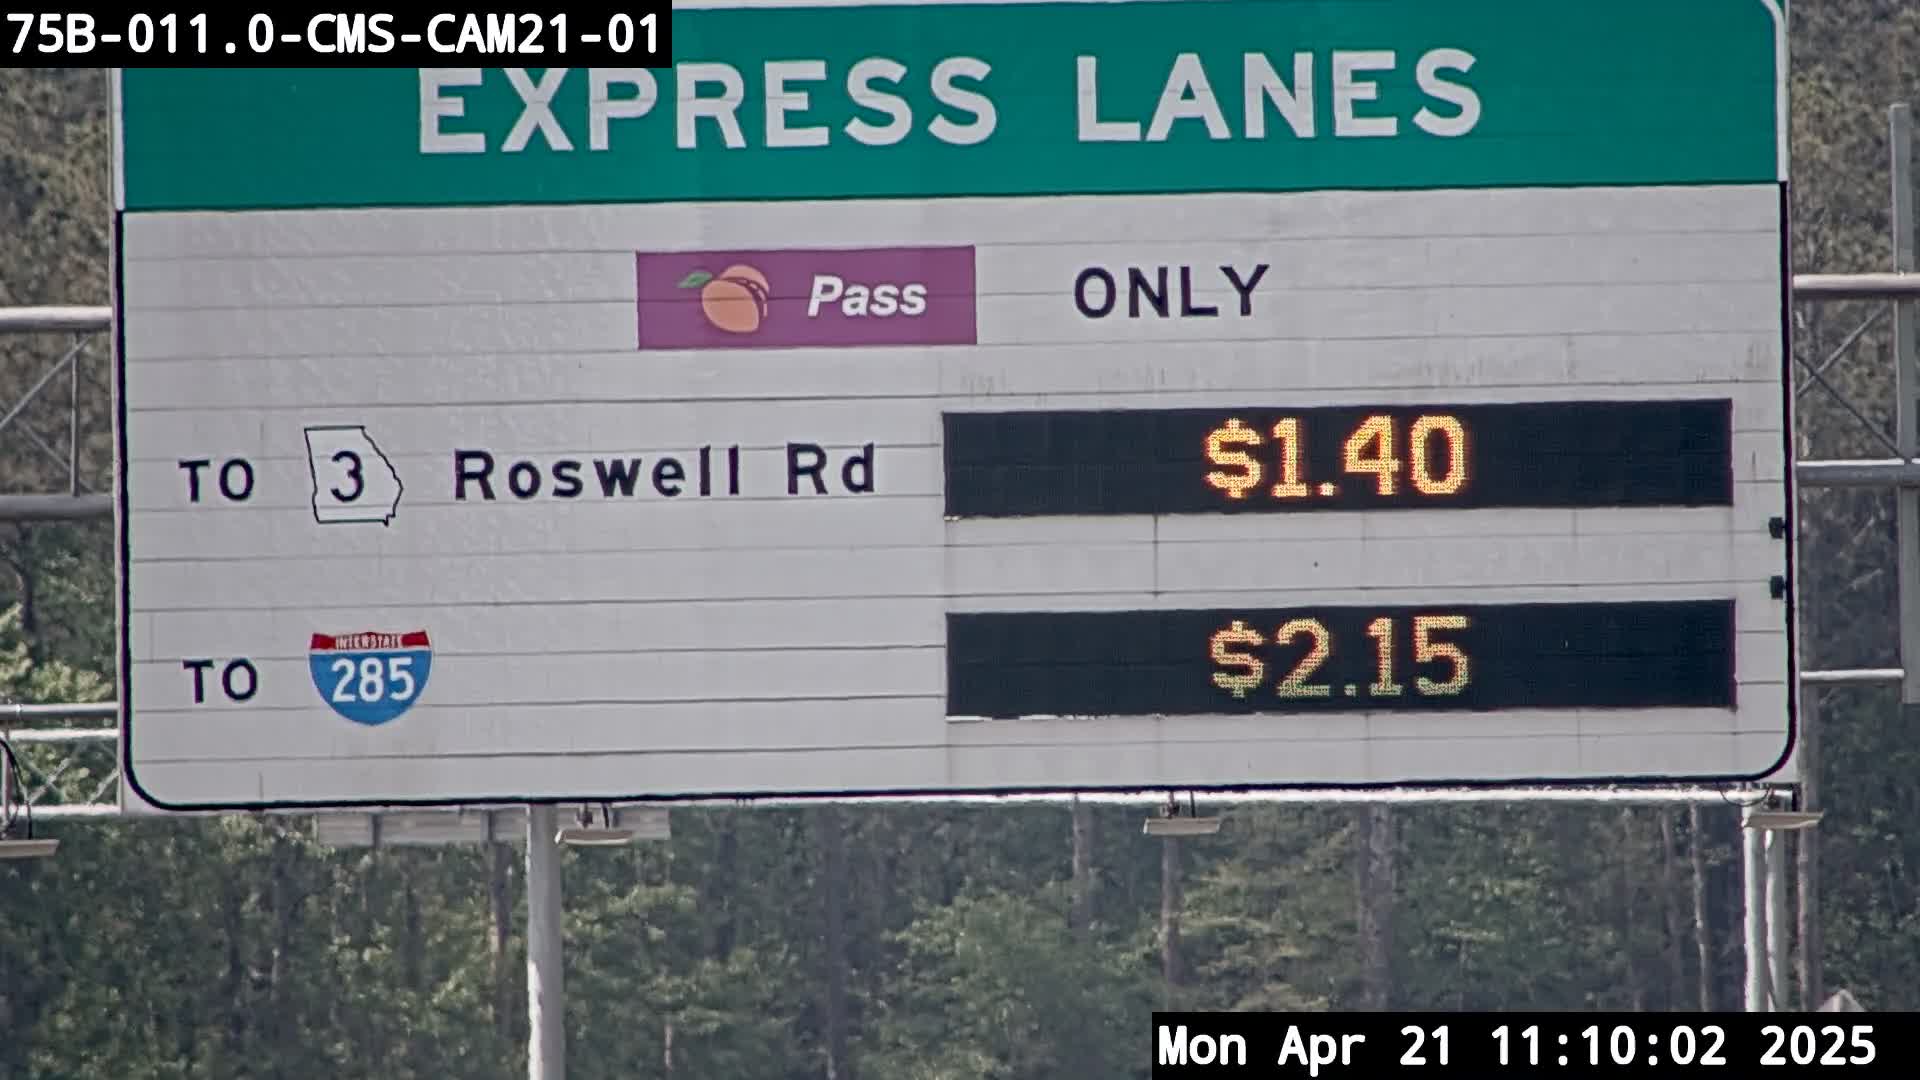 75B-011.0-CMS-CAM21-01
EXPRESS LANES
Pass ONLY
TO 3 Roswell Rd $1.40
TO INTERSTATE 285 $2.15
Mon Apr 21 11:10:02 2025